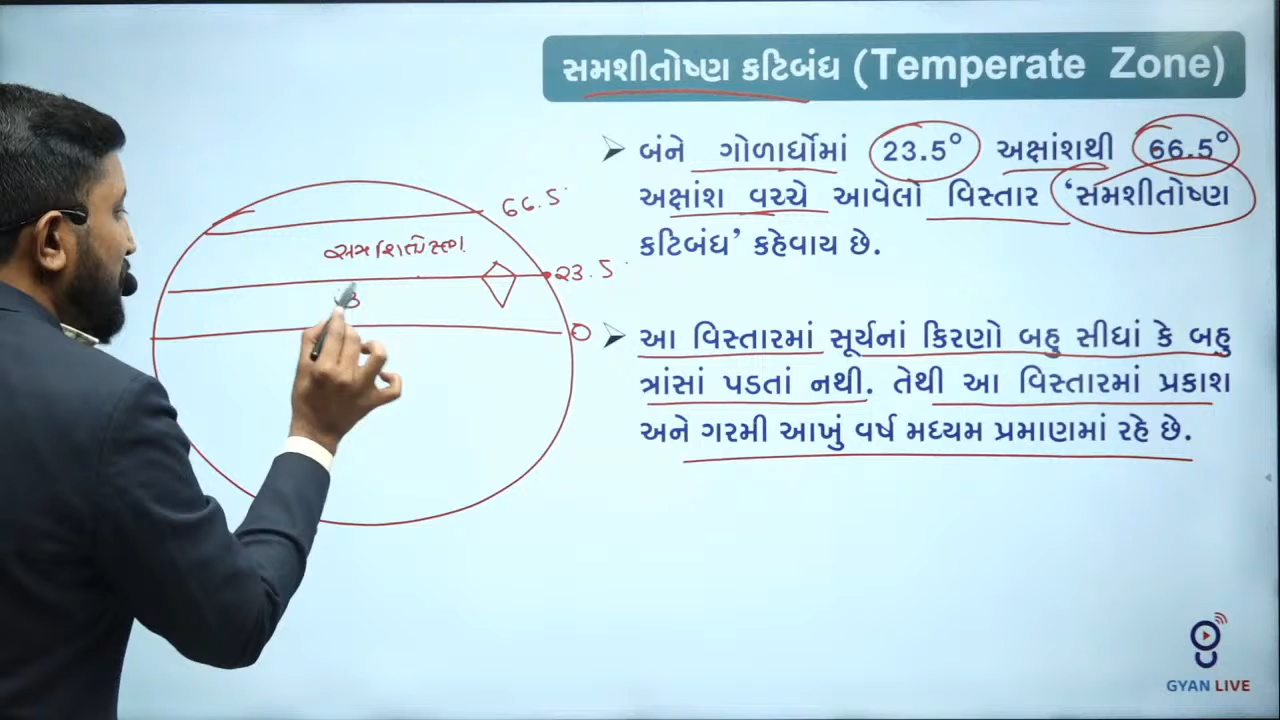 સમશીતોષ્ણ કટિબંધ (Temperate Zone)
➢ બંને ગોળાર્ધોમાં 23.5° અક્ષાંશથી 66.5°
અક્ષાંશ વચ્ચે આવેલો વિસ્તાર ‘સમશીતોષ્ણ
કટિબંધ’ કહેવાય છે.
➢ આ વિસ્તારમાં સૂર્યનાં કિરણો બહુ સીધાં કે બહુ
ત્રાંસાં પડતાં નથી. તેથી આ વિસ્તારમાં પ્રકાશ
અને ગરમી આખું વર્ષ મધ્યમ પ્રમાણમાં રહે છે.
66.5°
23.5°
0
GYAN LIVE